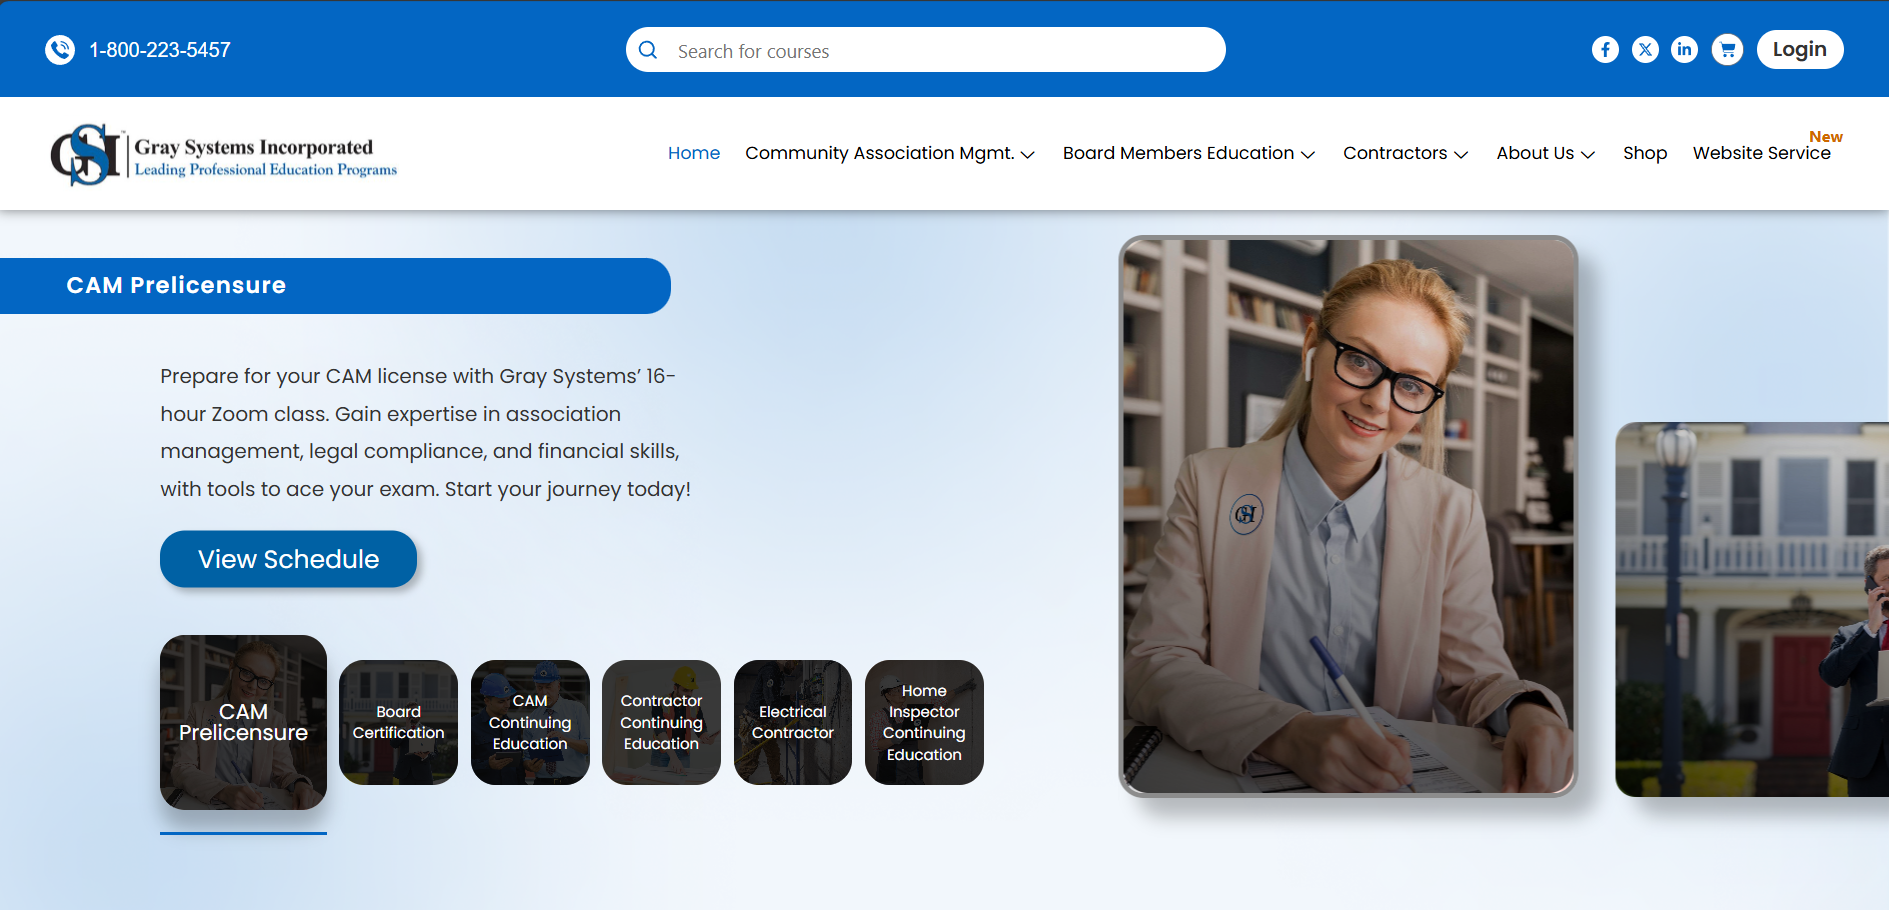 1-800-223-5457
Search for courses
Login
GSI
Gray Systems Incorporated
Leading Professional Education Programs
Home
Community Association Mgmt.
Board Members Education
Contractors
About Us
Shop
Website Service
New
CAM Prelicensure
Prepare for your CAM license with Gray Systems’ 16-
hour Zoom class. Gain expertise in association
management, legal compliance, and financial skills,
with tools to ace your exam. Start your journey today!
View Schedule
CAM
Prelicensure
Board
Certification
CAM
Continuing
Education
Contractor
Continuing
Education
Electrical
Contractor
Home
Inspector
Continuing
Education
GSI